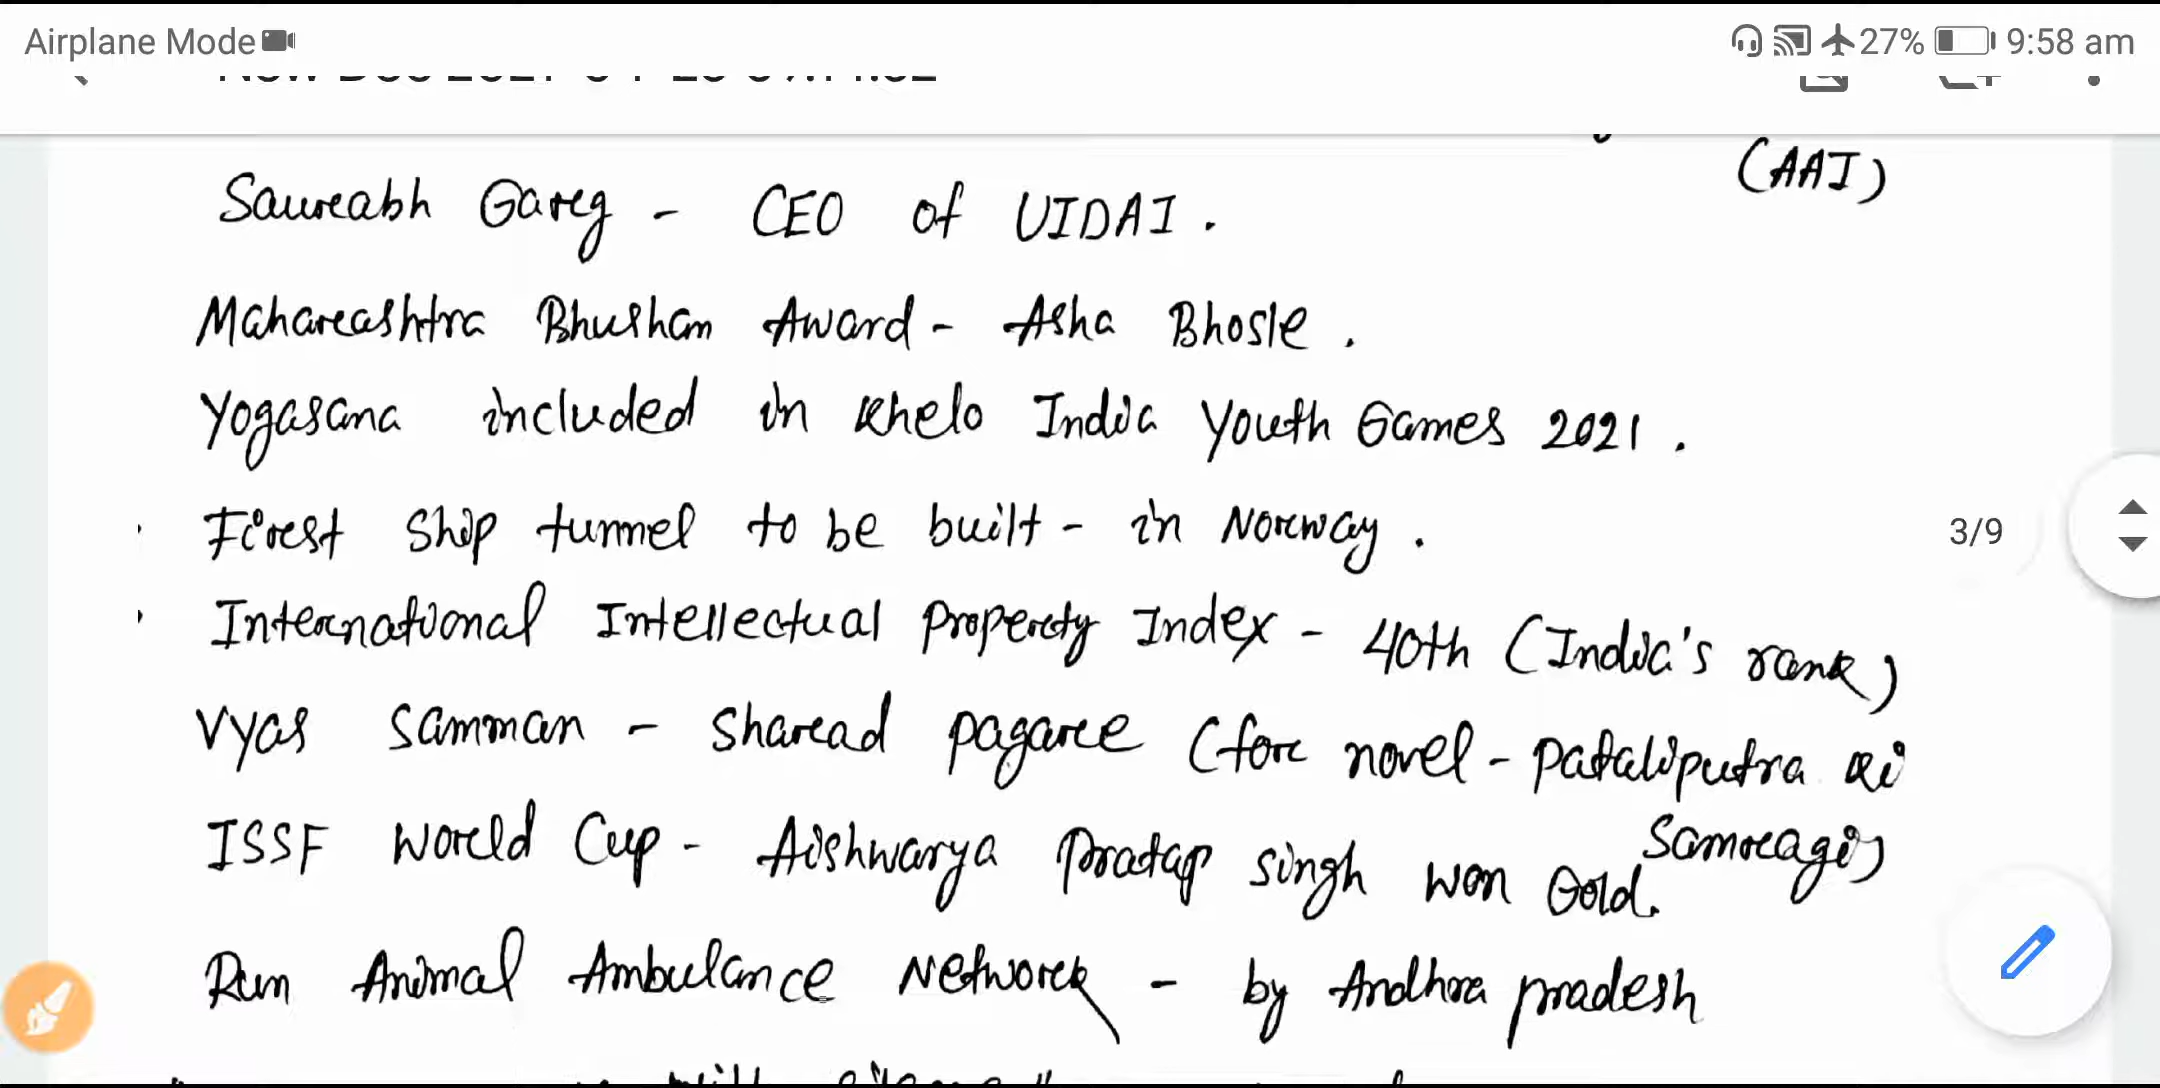 Airplane Mode 27% 9:58 am
(AAI)
Saureabh Gareg - CEO of UIDAI.
Mahareashtra Bhushan Award - Asha Bhosle.
Yogasana included in Khelo India Youth Games 2021.
First Ship tunnel to be built - in Norway.
3/9
International Intellectual Property Index - 40th (India's rank)
Vyas Samman - Sharead pagaree (fore novel - Pataliputra ki
Samragi)
ISSF World Cup - Aishwarya Pratap Singh won Gold.
Run Animal Ambulance Network - by Andhra pradesh